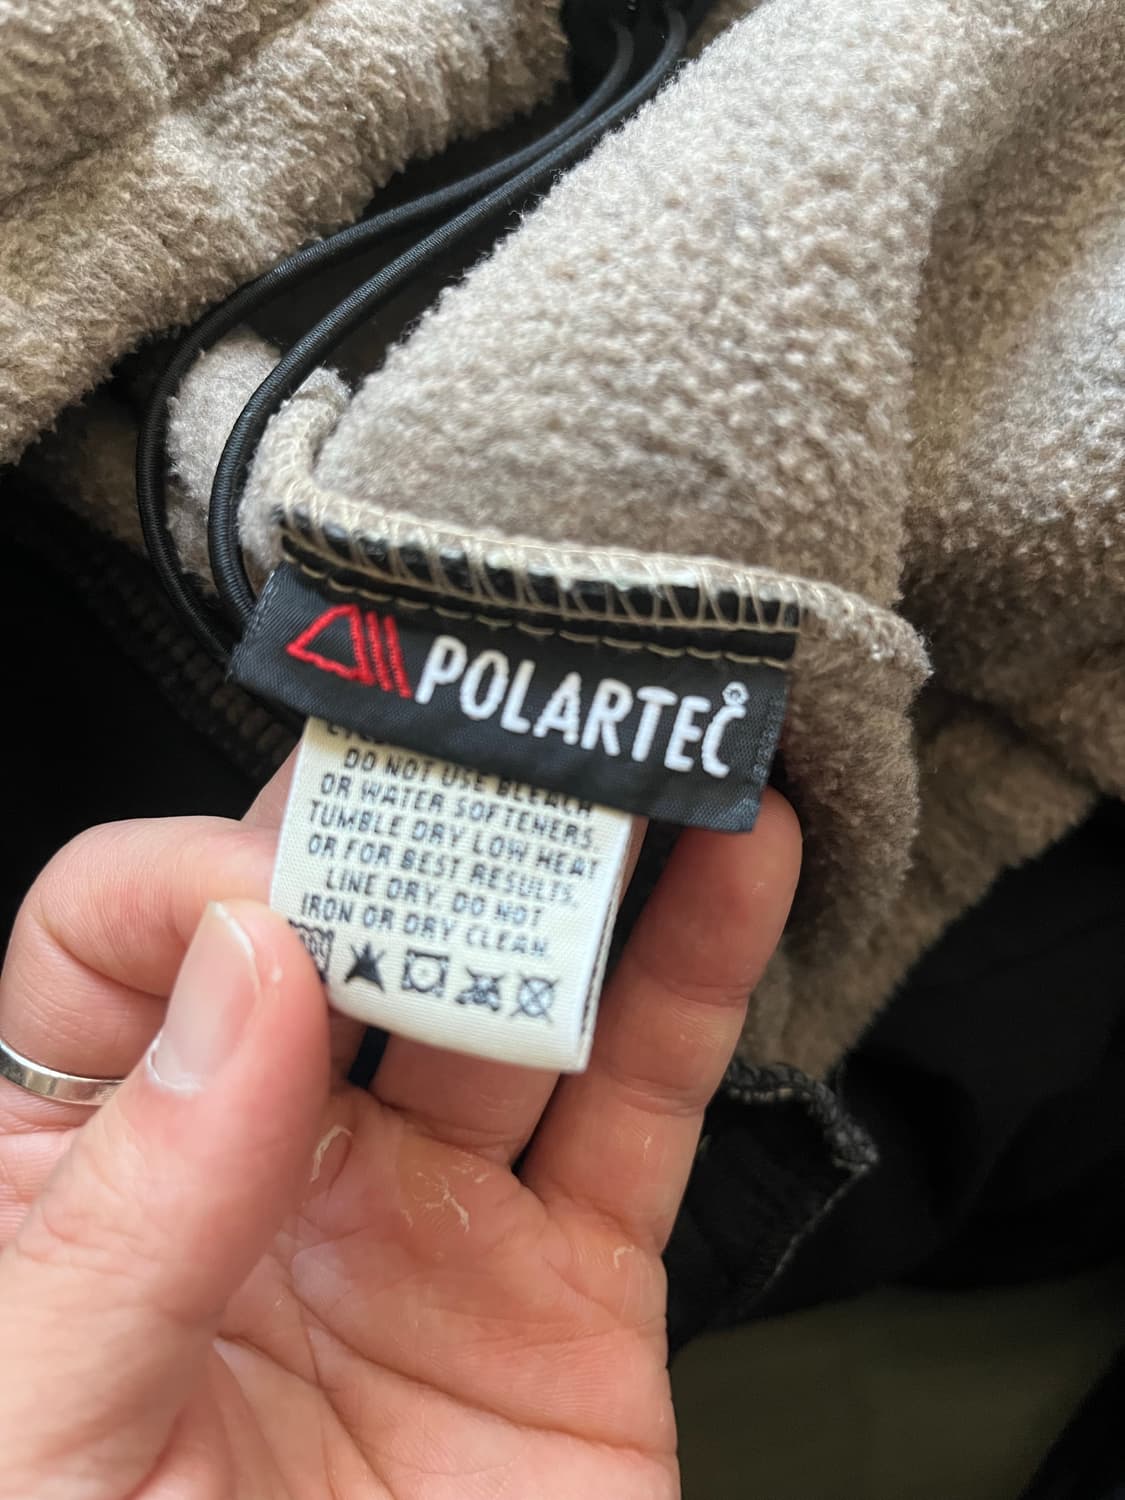 POLARTEC®
DO NOT USE BLEACH
OR WATER SOFTENERS.
TUMBLE DRY LOW HEAT
OR FOR BEST RESULTS,
LINE DRY. DO NOT
IRON OR DRY CLEAN.